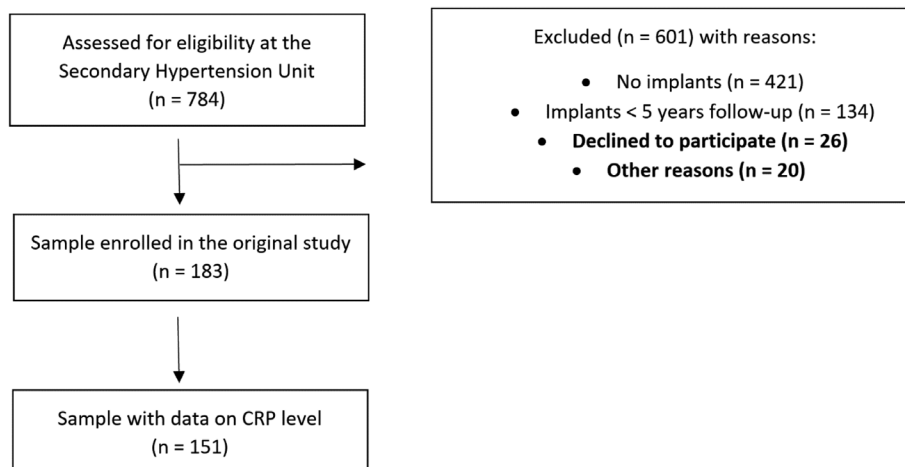 Assessed for eligibility at the
Secondary Hypertension Unit
(n = 784)
Excluded (n = 601) with reasons:
● No implants (n = 421)
● Implants < 5 years follow-up (n = 134)
● Declined to participate (n = 26)
● Other reasons (n = 20)
Sample enrolled in the original study
(n = 183)
Sample with data on CRP level
(n = 151)